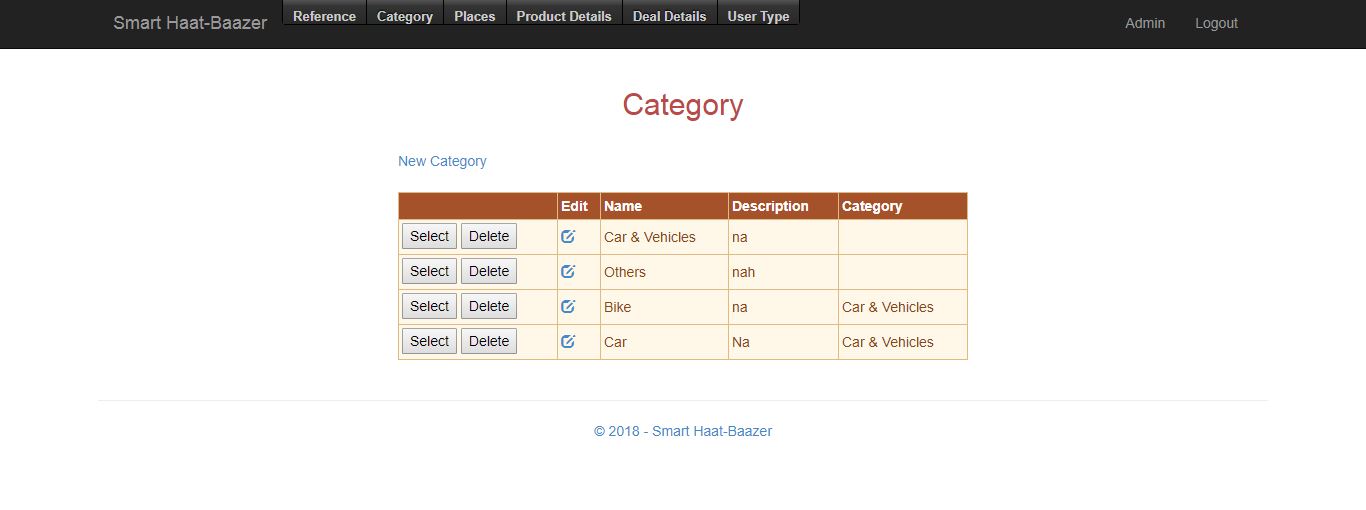 Smart Haat-Baazer Reference Category Places Product Details Deal Details User Type Admin Logout
Category
New Category
Edit Name Description Category
Select Delete Car & Vehicles na
Select Delete Others nah
Select Delete Bike na Car & Vehicles
Select Delete Car Na Car & Vehicles
© 2018 - Smart Haat-Baazer